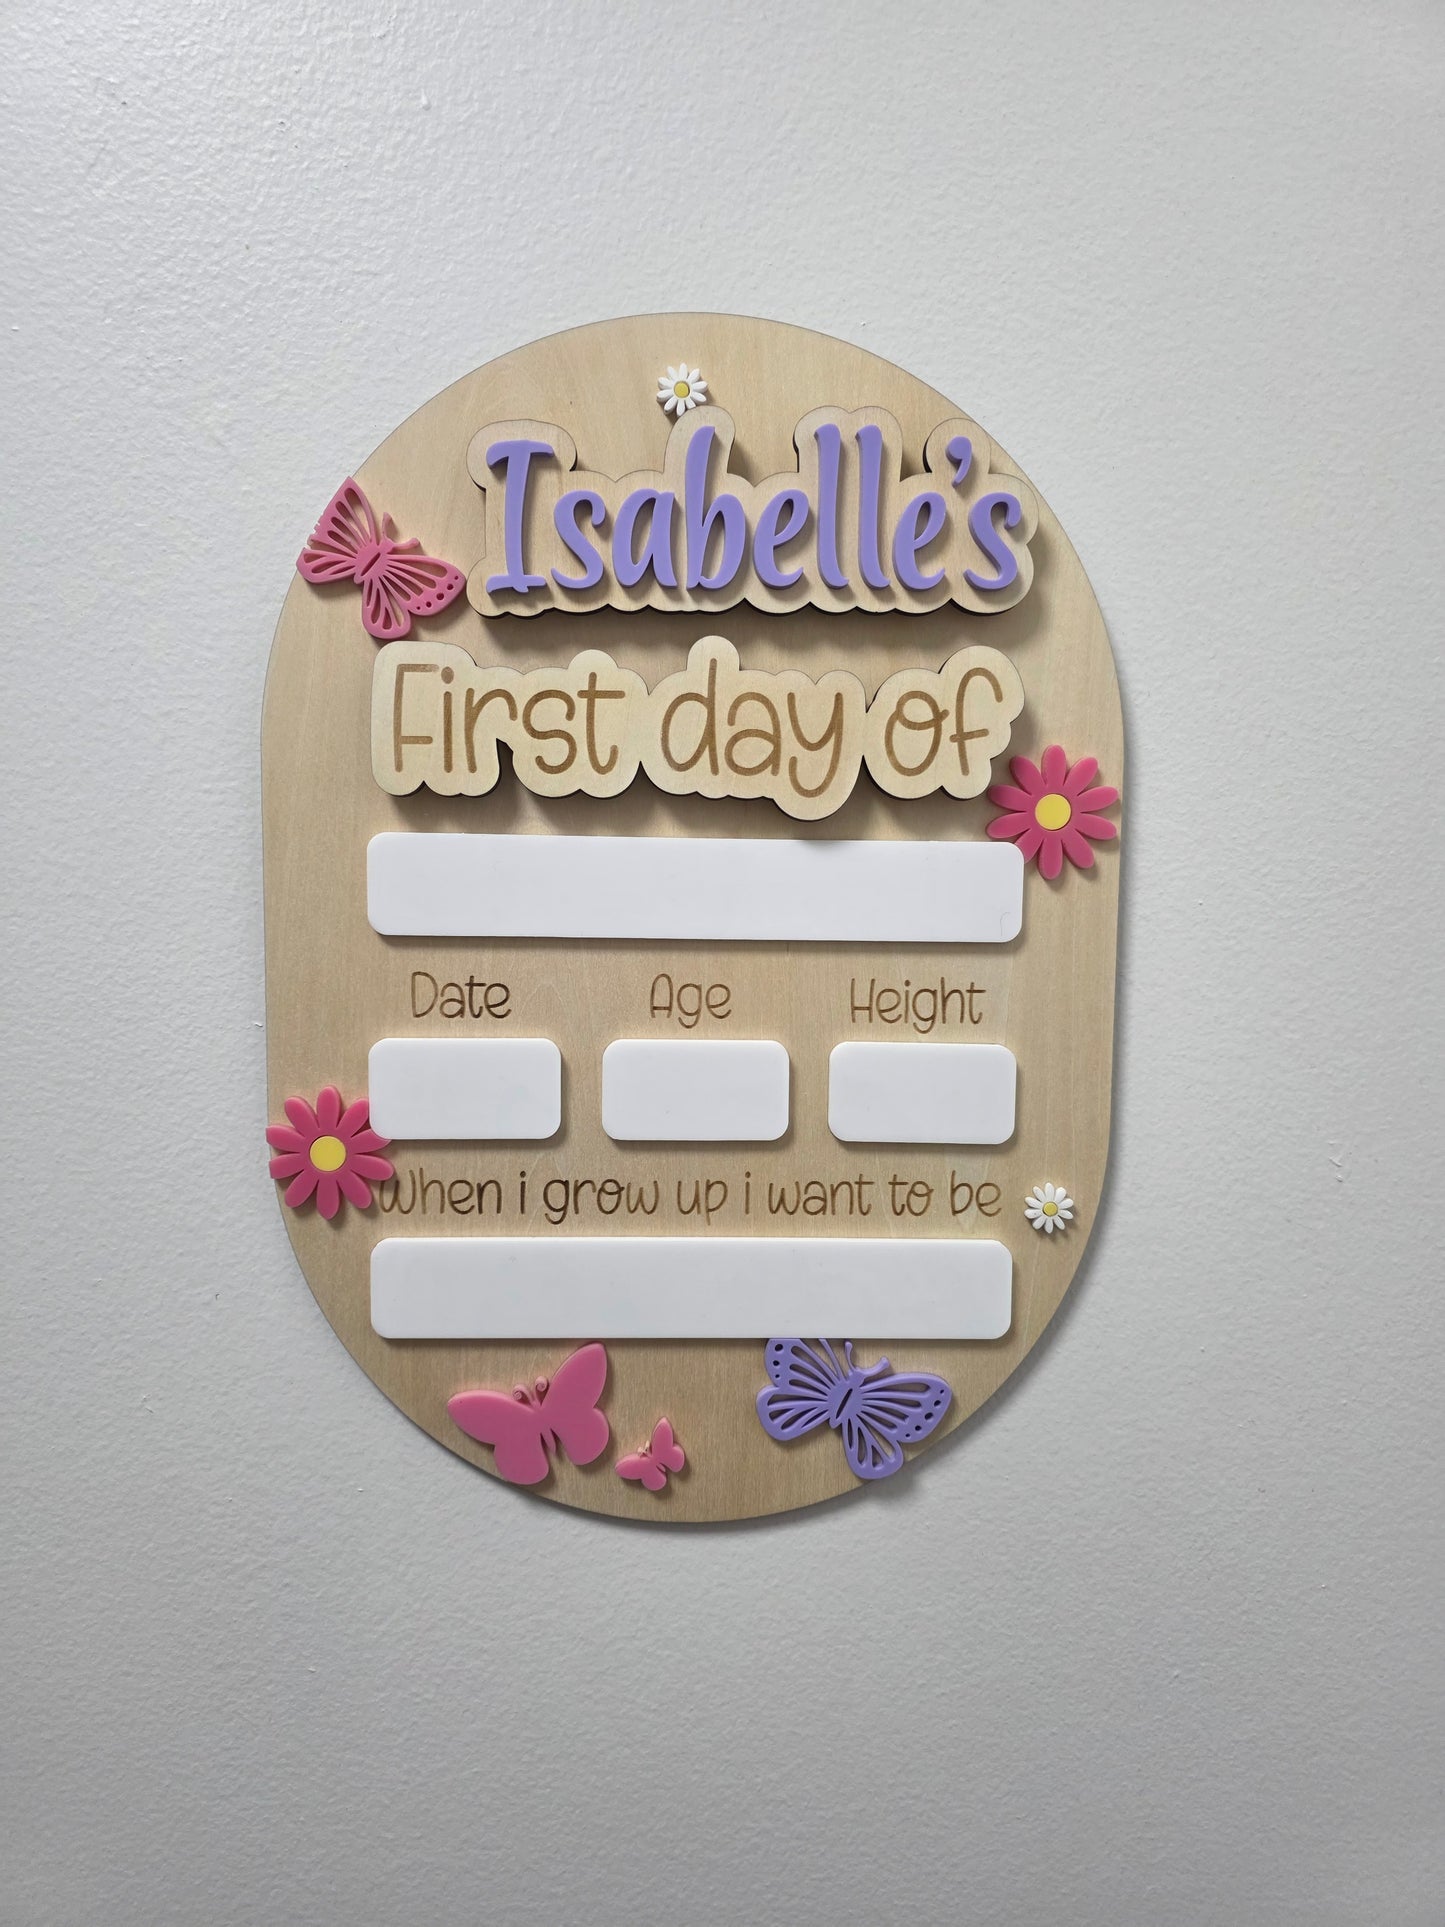 Isabelle's
First day of
Date Age Height
When i grow up i want to be